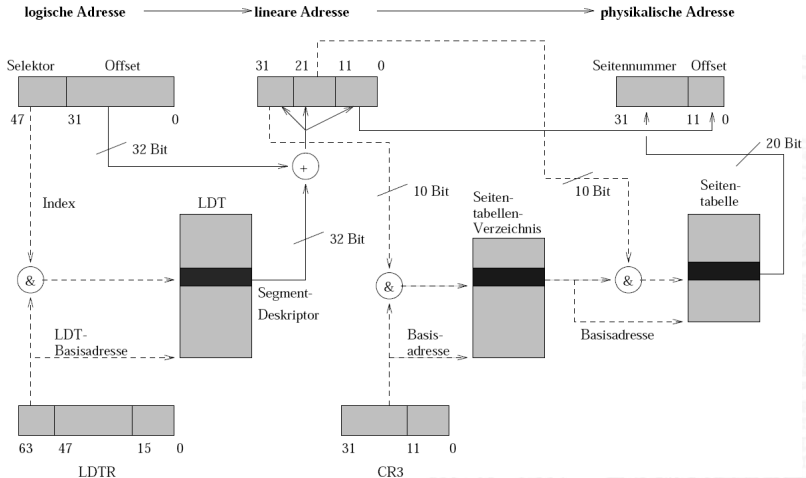 logische Adresse
lineare Adresse
physikalische Adresse
Selektor
Offset
31 21 11 0
Seitennummer
Offset
47 31 0
31 11 0
32 Bit
20 Bit
+
10 Bit
10 Bit
Seiten-
tabelle
Index
LDT
Seiten-
tabellen-
Verzeichnis
32 Bit
&
&
&
Segment-
Deskriptor
LDT-
Basisadresse
Basis-
adresse
Basisadresse
63 47 15 0
31 11 0
LDTR
CR3